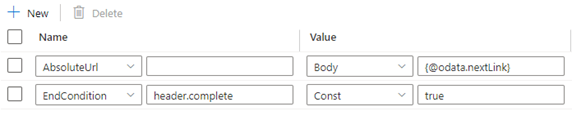 New Delete
Name Value
AbsoluteUrl Body {@odata.nextLink}
EndCondition header.complete Const true